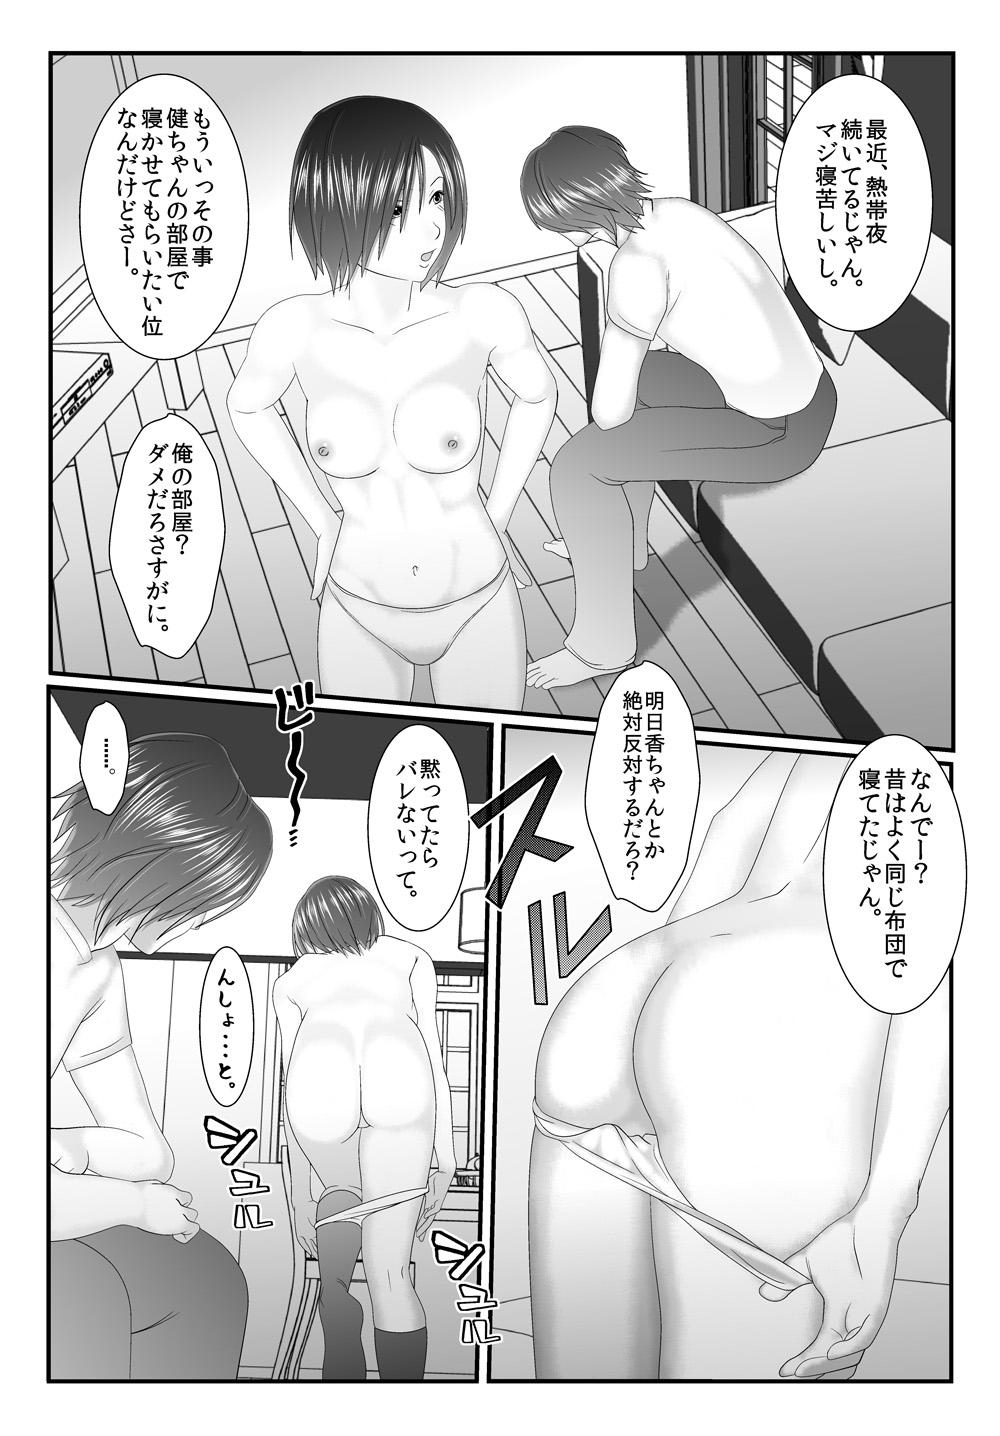 最近、熱帯夜
続いてるじゃん。
マジ寝苦しいし。
もういっその事
健ちゃんの部屋で
寝かせてもらいたい位
なんだけどさー。
俺の部屋？
ダメだろさすがに。
なんでー？
昔はよく同じ布団で
寝てたじゃん。
明日香ちゃんとか
絶対反対するだろ？
ズル
黙ってたら
バレないって。
じー
んしょ…と。
シュル
シュル
……。